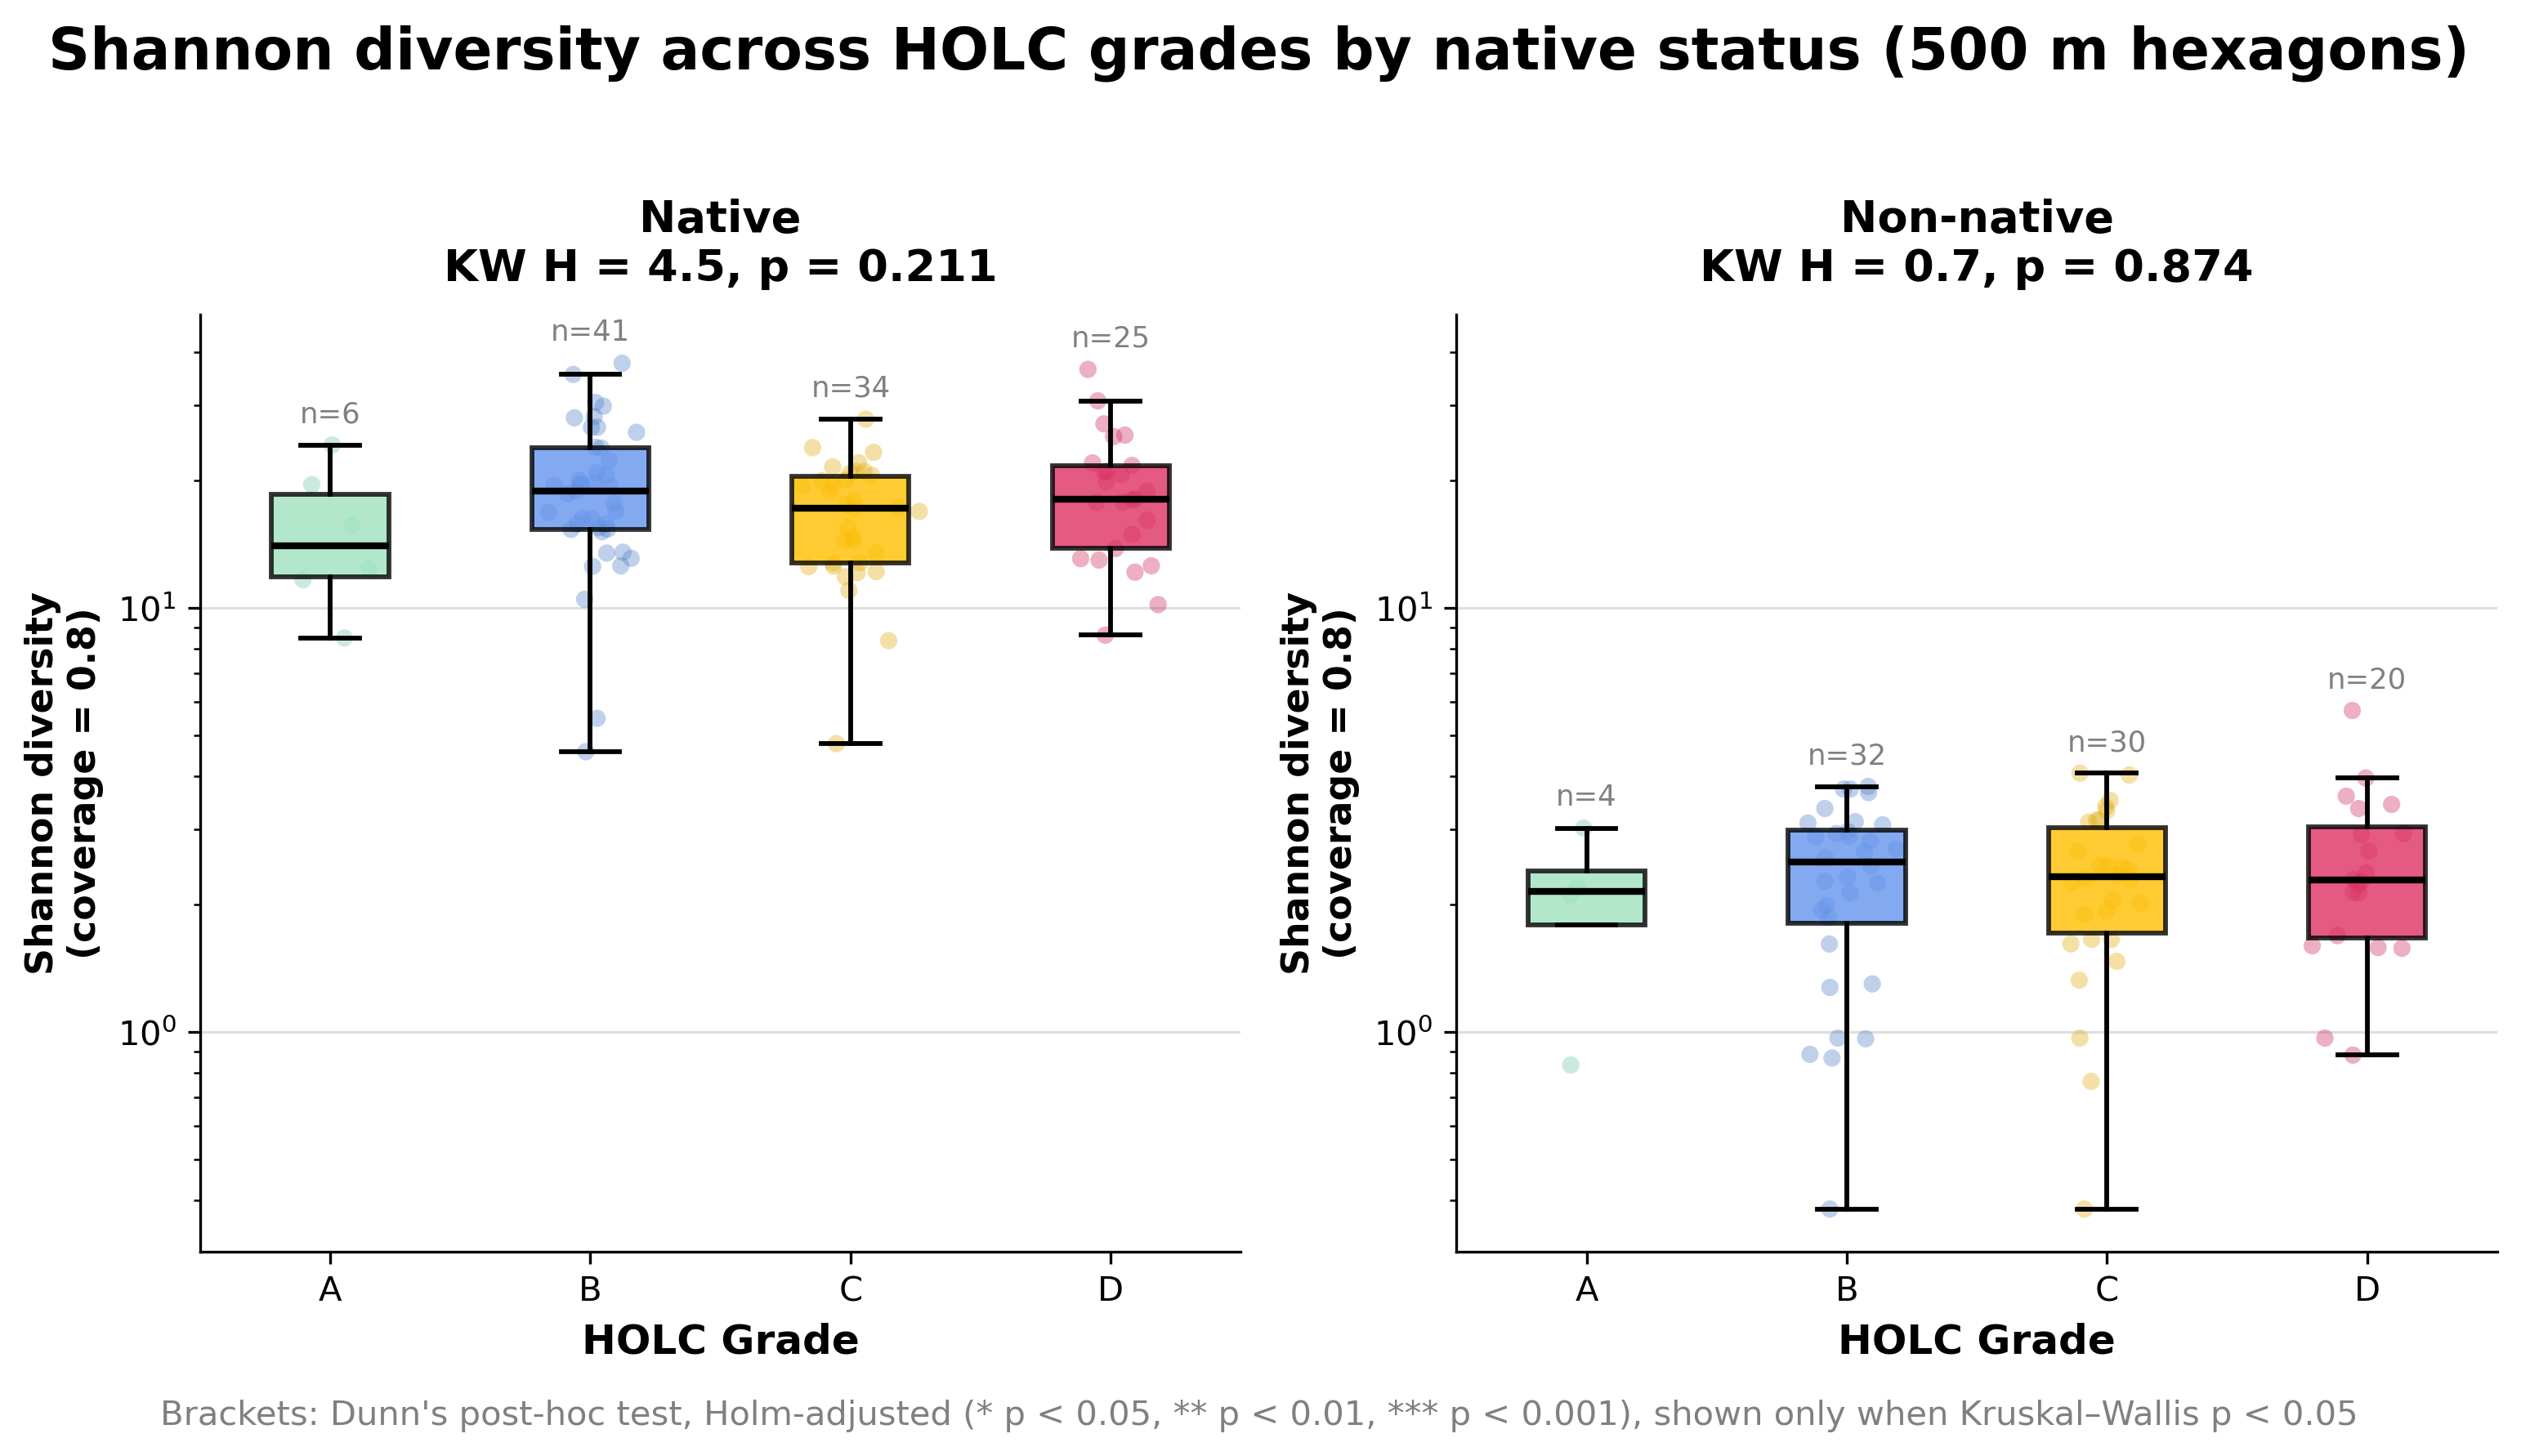 Shannon diversity across HOLC grades by native status (500 m hexagons)
Native
KW H = 4.5, p = 0.211
Shannon diversity
(coverage = 0.8)
10¹
10⁰
n=6
n=41
n=34
n=25
A
B
C
D
HOLC Grade
Non-native
KW H = 0.7, p = 0.874
Shannon diversity
(coverage = 0.8)
10¹
10⁰
n=4
n=32
n=30
n=20
A
B
C
D
HOLC Grade
Brackets: Dunn's post-hoc test, Holm-adjusted (* p < 0.05, ** p < 0.01, *** p < 0.001), shown only when Kruskal–Wallis p < 0.05